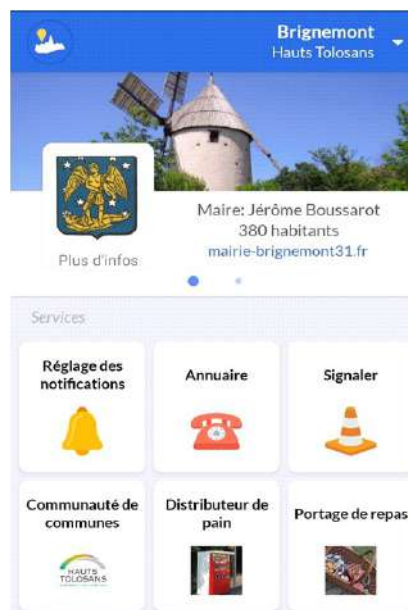 Brignemont
Hauts Tolosans
Maire: Jérôme Boussarot
380 habitants
mairie-brignemont31.fr
Plus d'infos
Services
Réglage des
notifications
Annuaire
Signaler
Communauté de
communes
Distributeur de
pain
Portage de repas
HAUTS
TOLOSANS